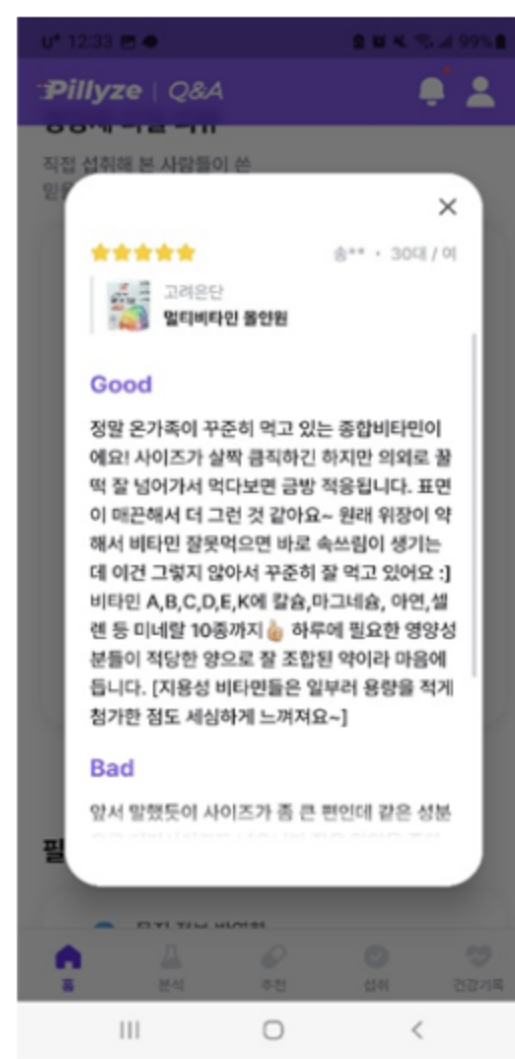 U+ 12:33
99%
Pillyze | Q&A
직접 섭취해 본 사람들이 쓴
송** · 30대 / 여
고려은단
멀티비타민 올인원
Good
정말 온가족이 꾸준히 먹고 있는 종합비타민이
에요! 사이즈가 살짝 큼직하긴 하지만 의외로 꿀
떡 잘 넘어가서 먹다보면 금방 적응됩니다. 표면
이 매끈해서 더 그런 것 같아요~ 원래 위장이 약
해서 비타민 잘못먹으면 바로 속쓰림이 생기는
데 이건 그렇지 않아서 꾸준히 잘 먹고 있어요 :]
비타민 A,B,C,D,E,K에 칼슘,마그네슘, 아연,셀
렌 등 미네랄 10종까지👍🏼 하루에 필요한 영양성
분들이 적당한 양으로 잘 조합된 약이라 마음에
듭니다. [지용성 비타민들은 일부러 용량을 적게
첨가한 점도 세심하게 느껴져요~]
Bad
앞서 말했듯이 사이즈가 좀 큰 편인데 같은 성분
필
홈
분석
추천
섭취
건강기록